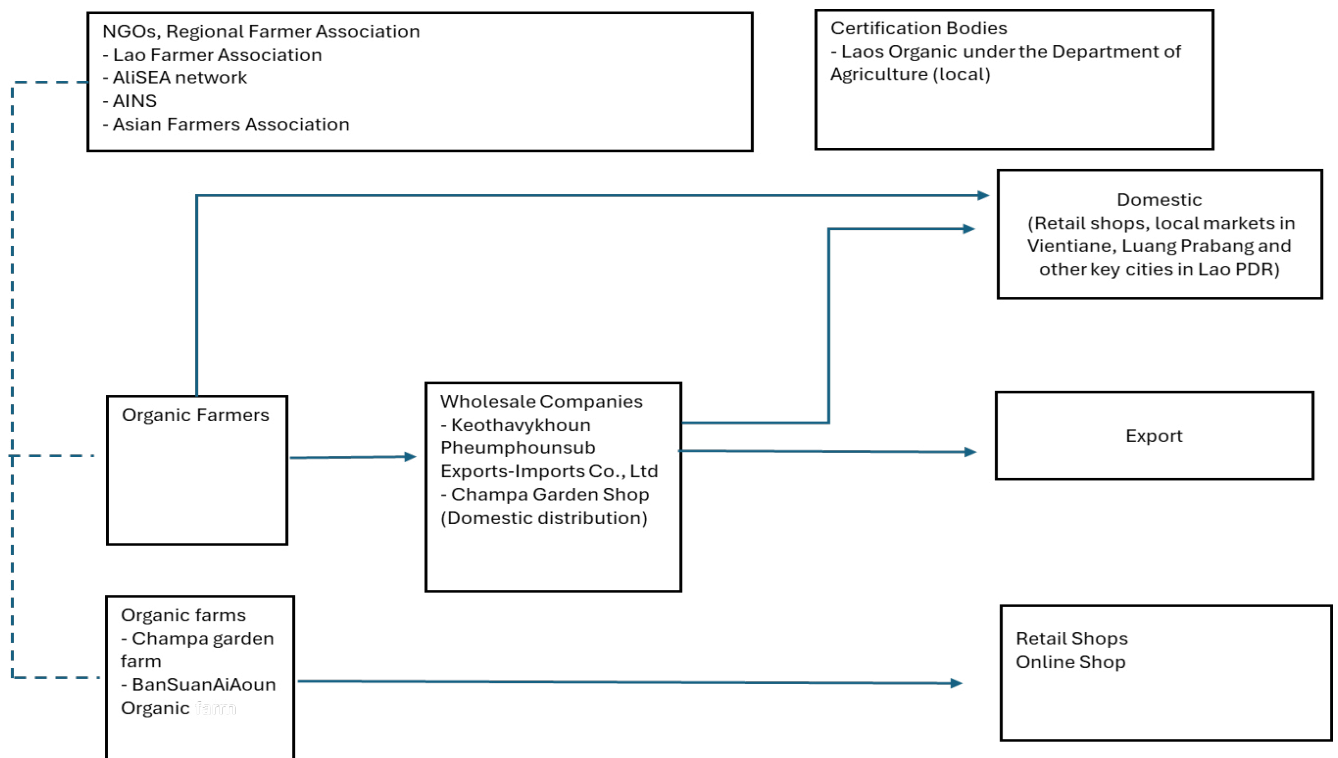 NGOs, Regional Farmer Association
- Lao Farmer Association
- AliSEA network
- AINS
- Asian Farmers Association
Certification Bodies
- Laos Organic under the Department of
Agriculture (local)
Domestic
(Retail shops, local markets in
Vientiane, Luang Prabang and
other key cities in Lao PDR)
Organic Farmers
Wholesale Companies
- Keothavykhoun
Pheumphounsub
Exports-Imports Co., Ltd
- Champa Garden Shop
(Domestic distribution)
Export
Organic farms
- Champa garden
farm
- BanSuanAiAoun
Organic farm
Retail Shops
Online Shop